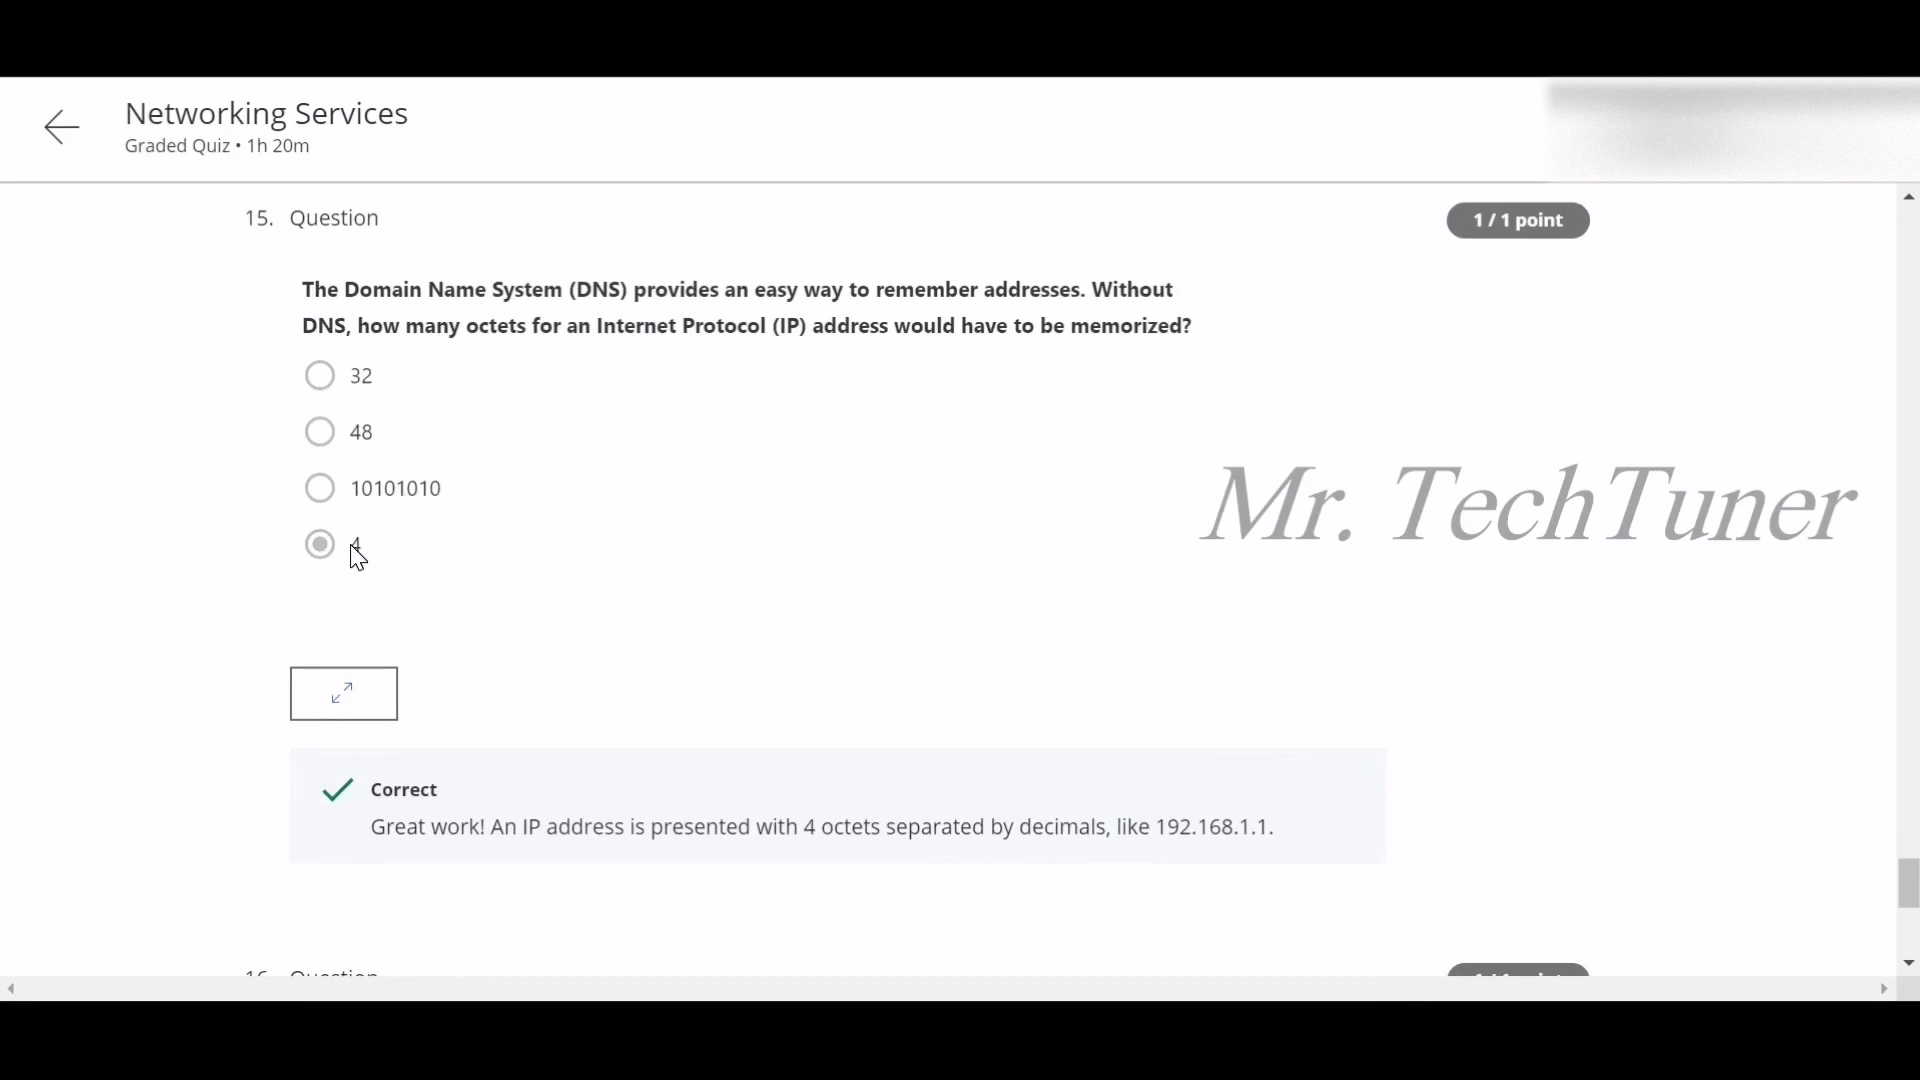 Networking Services
Graded Quiz • 1h 20m
15. Question
1 / 1 point
The Domain Name System (DNS) provides an easy way to remember addresses. Without
DNS, how many octets for an Internet Protocol (IP) address would have to be memorized?
32
48
10101010
4
Mr. TechTuner
Correct
Great work! An IP address is presented with 4 octets separated by decimals, like 192.168.1.1.
16. Question